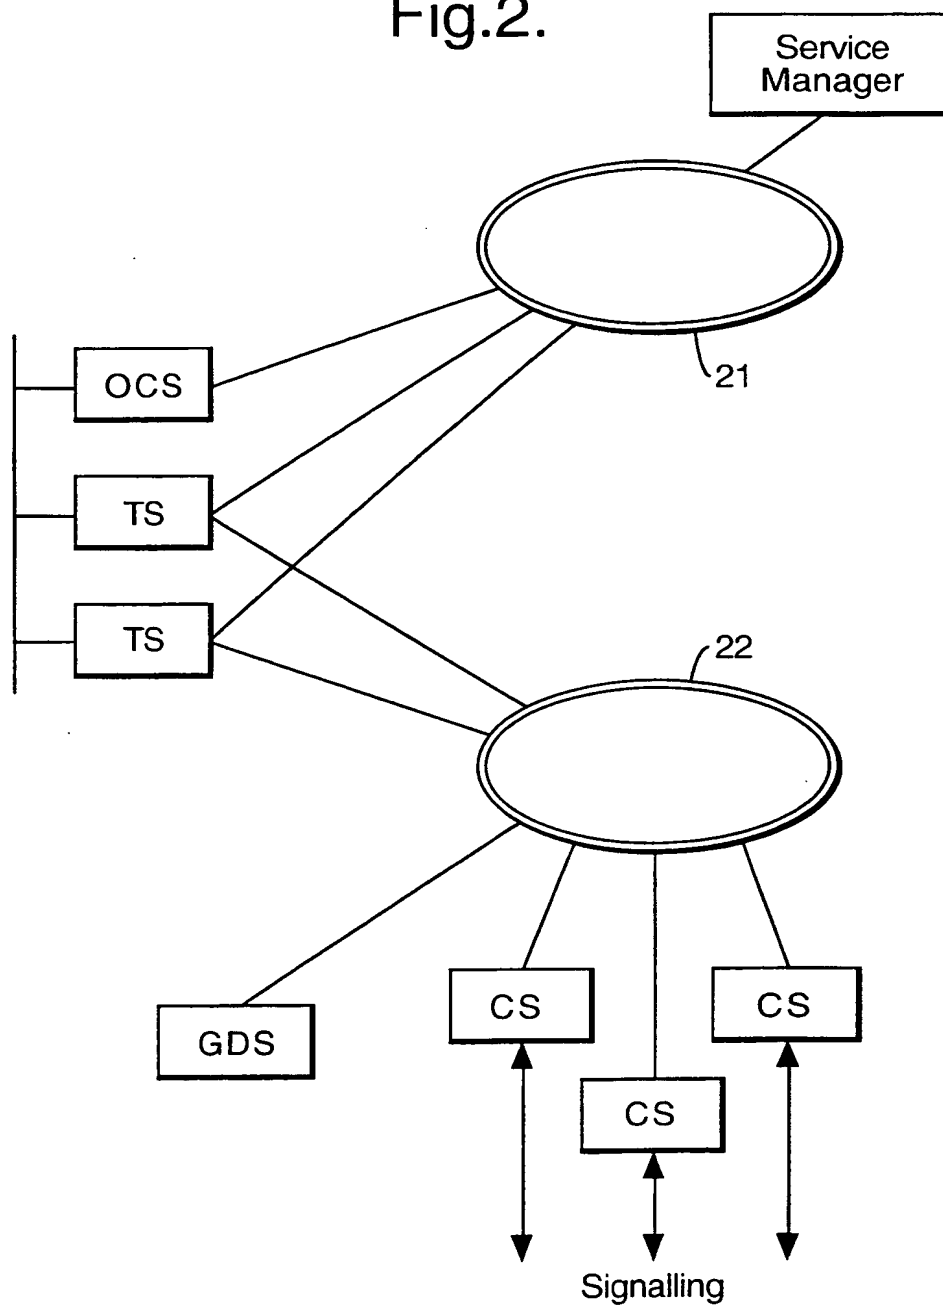 Fig.2.
Service
Manager
21
OCS
TS
TS
22
GDS
CS
CS
CS
Signalling